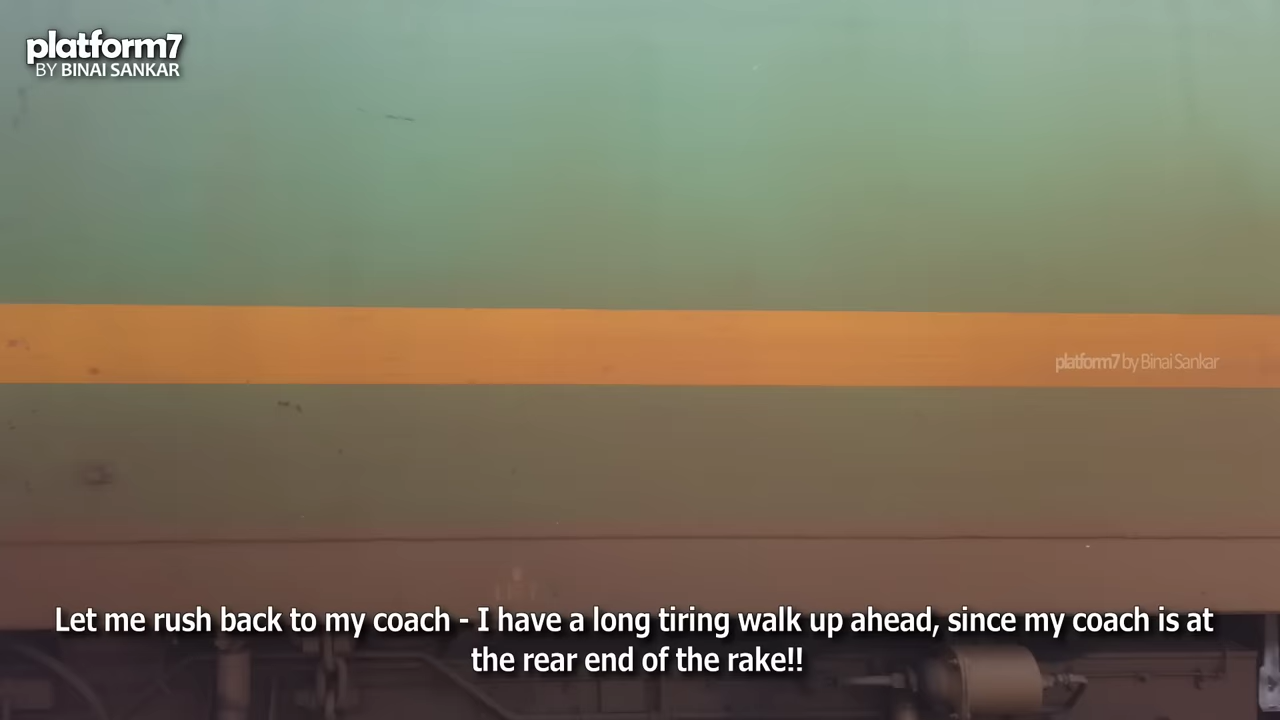 platform7
BY BINAI SANKAR
platform7 by Binai Sankar
Let me rush back to my coach - I have a long tiring walk up ahead, since my coach is at
the rear end of the rake!!